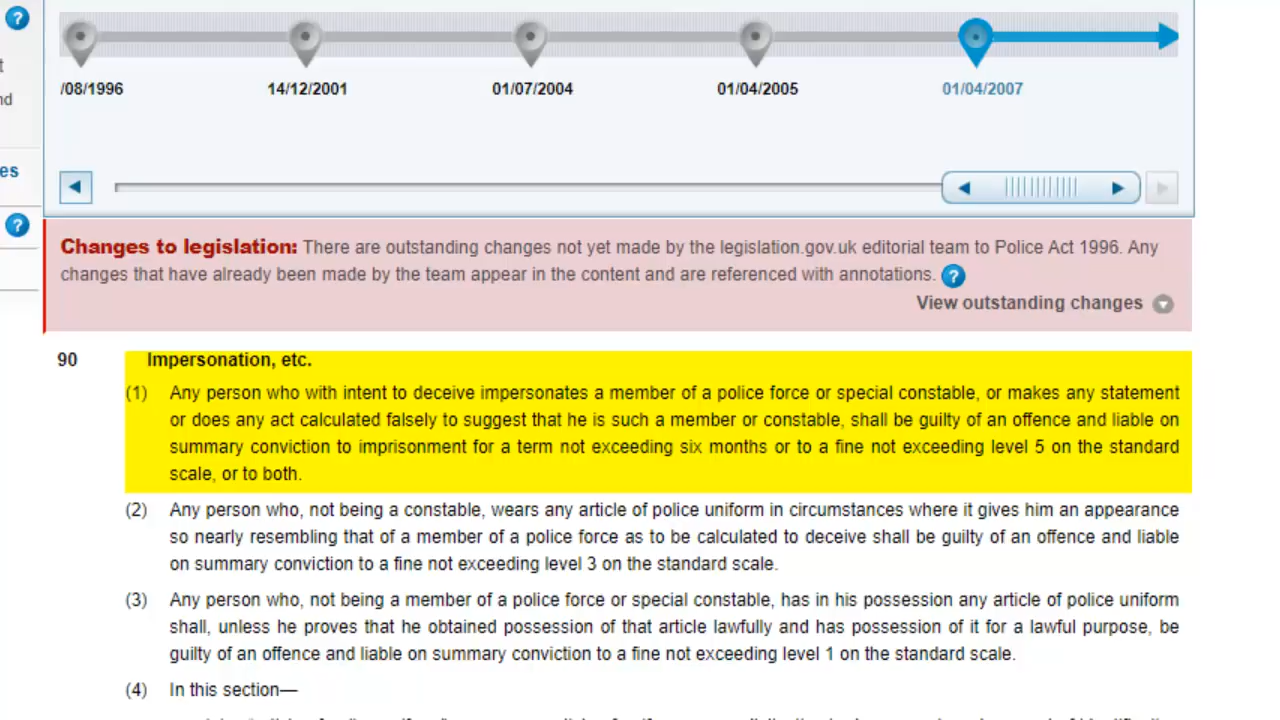 ?
t
/08/1996 14/12/2001 01/07/2004 01/04/2005 01/04/2007
nd
es
?
Changes to legislation: There are outstanding changes not yet made by the legislation.gov.uk editorial team to Police Act 1996. Any
changes that have already been made by the team appear in the content and are referenced with annotations. ?
View outstanding changes
90 Impersonation, etc.
(1) Any person who with intent to deceive impersonates a member of a police force or special constable, or makes any statement
or does any act calculated falsely to suggest that he is such a member or constable, shall be guilty of an offence and liable on
summary conviction to imprisonment for a term not exceeding six months or to a fine not exceeding level 5 on the standard
scale, or to both.
(2) Any person who, not being a constable, wears any article of police uniform in circumstances where it gives him an appearance
so nearly resembling that of a member of a police force as to be calculated to deceive shall be guilty of an offence and liable
on summary conviction to a fine not exceeding level 3 on the standard scale.
(3) Any person who, not being a member of a police force or special constable, has in his possession any article of police uniform
shall, unless he proves that he obtained possession of that article lawfully and has possession of it for a lawful purpose, be
guilty of an offence and liable on summary conviction to a fine not exceeding level 1 on the standard scale.
(4) In this section—